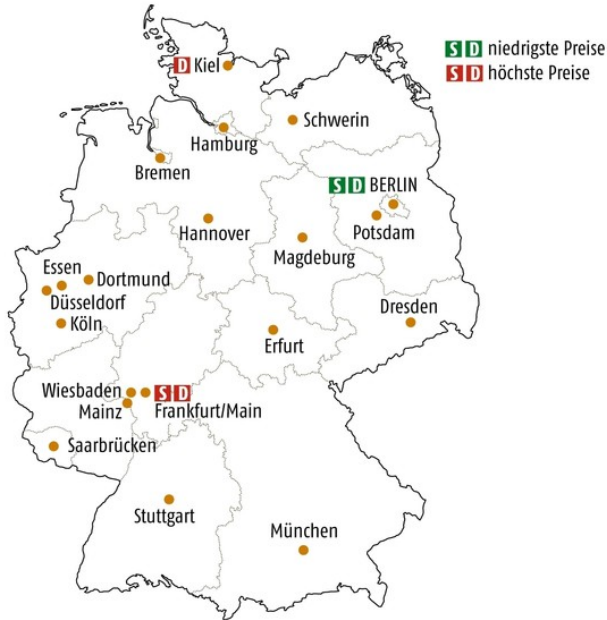 S D niedrigste Preise
S D höchste Preise
D Kiel
Schwerin
Hamburg
Bremen
S D BERLIN
Potsdam
Hannover
Magdeburg
Essen
Dortmund
Düsseldorf
Köln
Dresden
Erfurt
Wiesbaden S D
Mainz Frankfurt/Main
Saarbrücken
Stuttgart
München